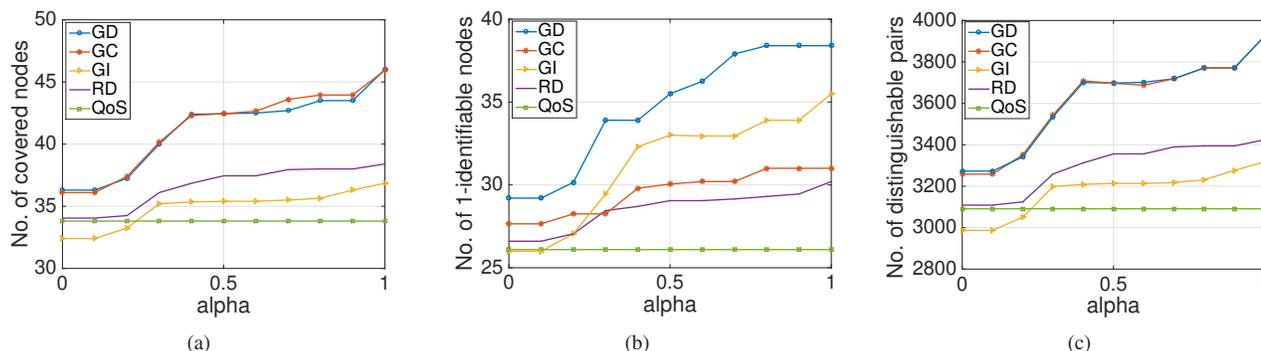 No. of covered nodes
50
45
40
35
30
GD
GC
GI
RD
QoS
0
0.5
1
alpha
(a)
No. of 1-identifiable nodes
40
35
30
25
GD
GC
GI
RD
QoS
0
0.5
1
alpha
(b)
No. of distinguishable pairs
4000
3800
3600
3400
3200
3000
2800
GD
GC
GI
RD
QoS
0
0.5
alpha
(c)